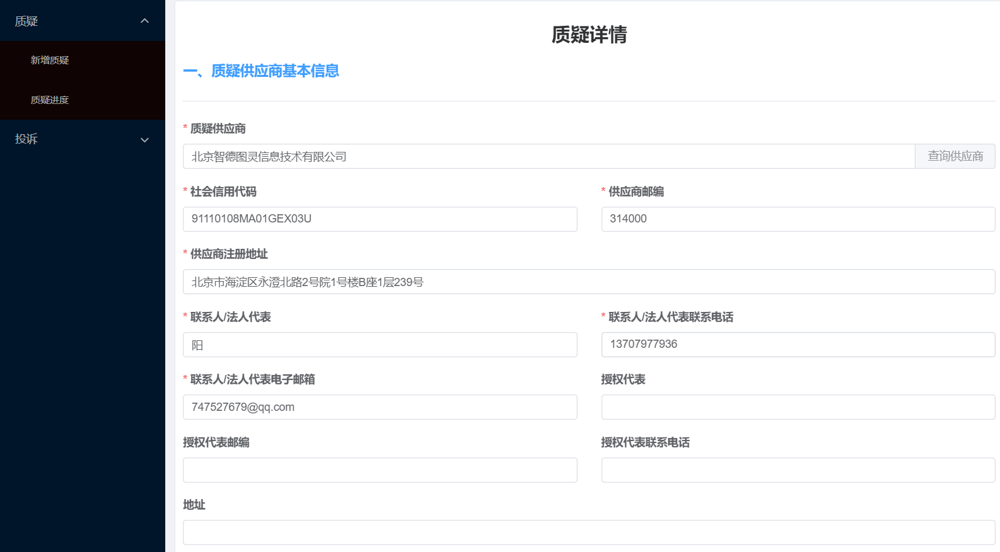 质疑
新增质疑
质疑进度
投诉
质疑详情
一、质疑供应商基本信息
* 质疑供应商
北京智德图灵信息技术有限公司 查询供应商
* 社会信用代码 * 供应商邮编
91110108MA01GEX03U 314000
* 供应商注册地址
北京市海淀区永澄北路2号院1号楼B座1层239号
* 联系人/法人代表 * 联系人/法人代表联系电话
阳 13707977936
* 联系人/法人代表电子邮箱 授权代表
747527679@qq.com
授权代表邮编 授权代表联系电话
地址